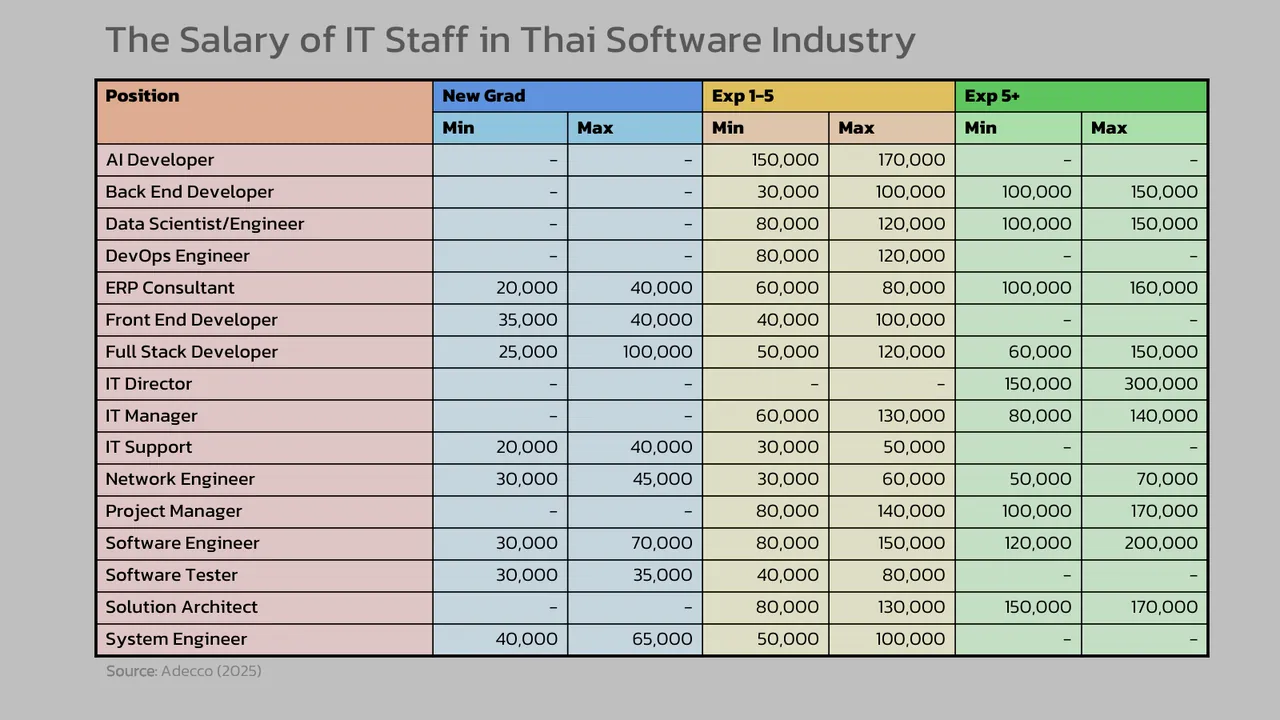 The Salary of IT Staff in Thai Software Industry
Position New Grad Exp 1-5 Exp 5+
Min Max Min Max Min Max
AI Developer - - 150,000 170,000 - -
Back End Developer - - 30,000 100,000 100,000 150,000
Data Scientist/Engineer - - 80,000 120,000 100,000 150,000
DevOps Engineer - - 80,000 120,000 - -
ERP Consultant 20,000 40,000 60,000 80,000 100,000 160,000
Front End Developer 35,000 40,000 40,000 100,000 - -
Full Stack Developer 25,000 100,000 50,000 120,000 60,000 150,000
IT Director - - - - 150,000 300,000
IT Manager - - 60,000 130,000 80,000 140,000
IT Support 20,000 40,000 30,000 50,000 - -
Network Engineer 30,000 45,000 30,000 60,000 50,000 70,000
Project Manager - - 80,000 140,000 100,000 170,000
Software Engineer 30,000 70,000 80,000 150,000 120,000 200,000
Software Tester 30,000 35,000 40,000 80,000 - -
Solution Architect - - 80,000 130,000 150,000 170,000
System Engineer 40,000 65,000 50,000 100,000 - -
Source: Adecco (2025)